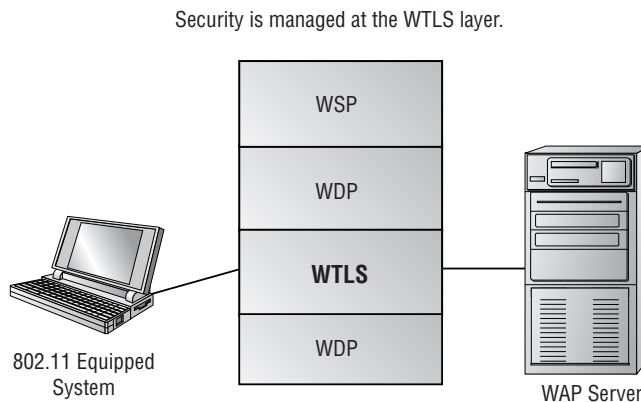 Security is managed at the WTLS layer.
WSP
WDP
WTLS
WDP
802.11 Equipped
System
WAP Server